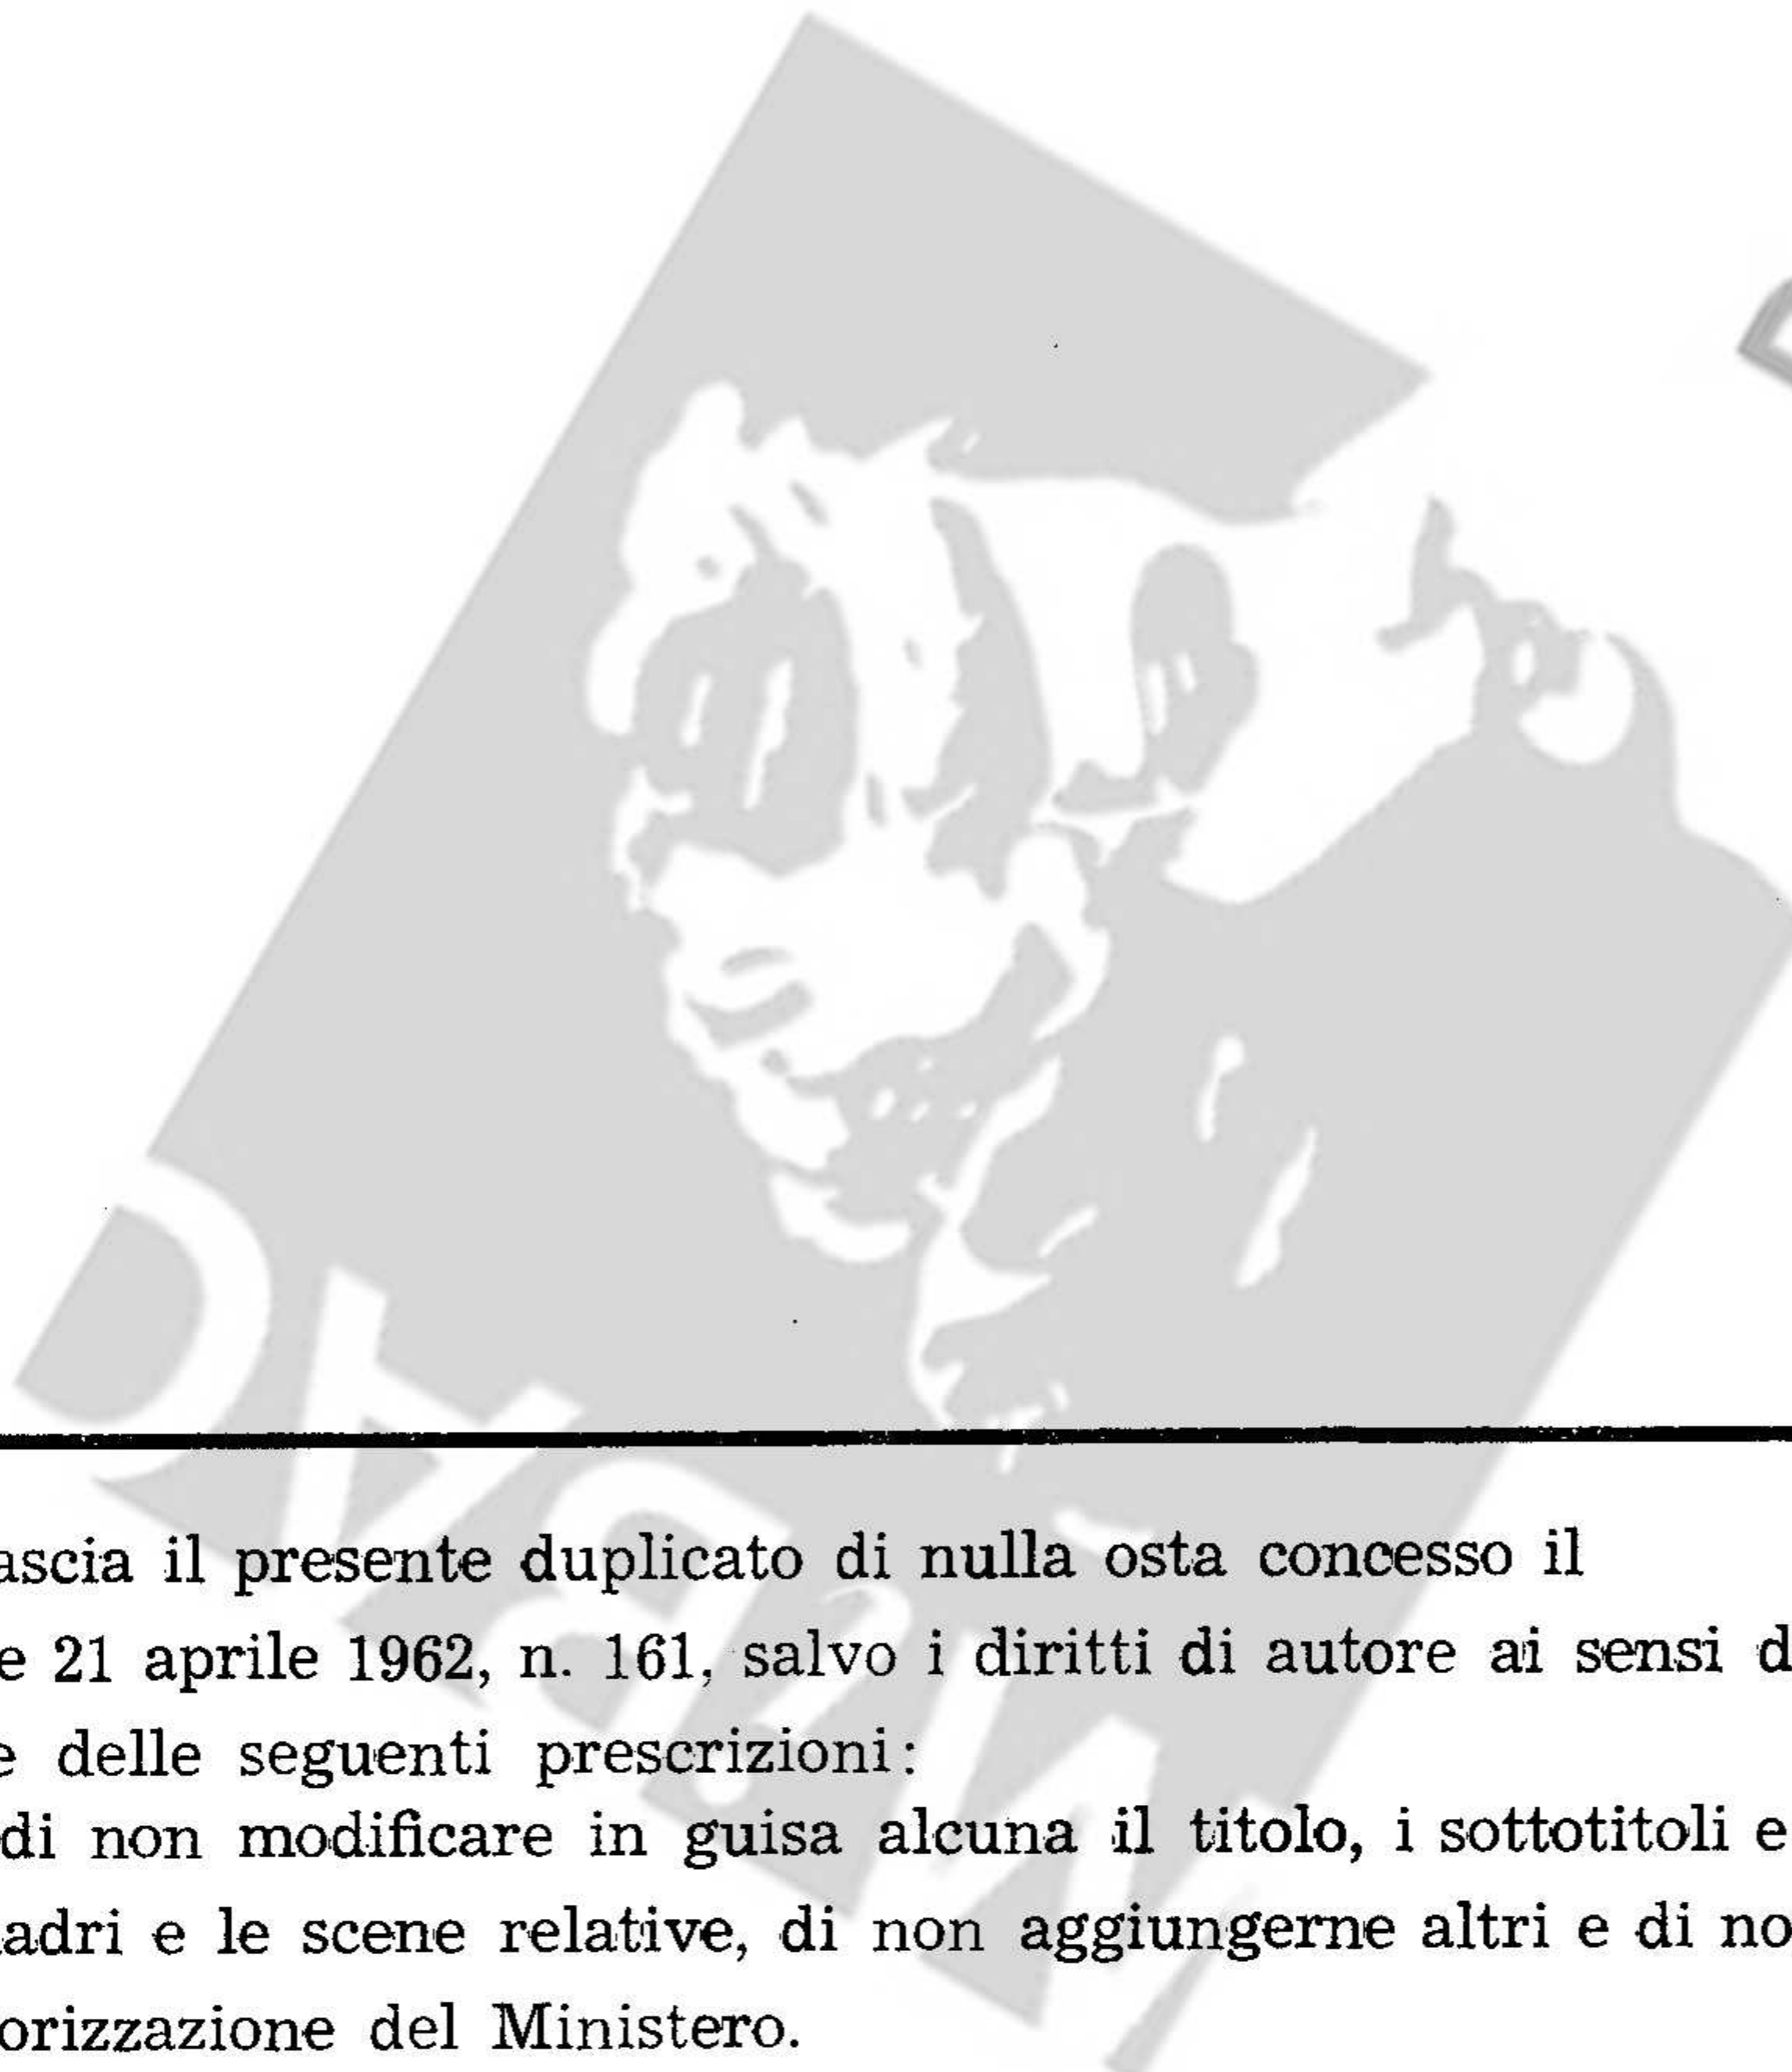 ascia il presente duplicato di nulla osta concesso il
e 21 aprile 1962, n. 161, salvo i diritti di autore ai sensi d
e delle seguenti prescrizioni:
di non modificare in guisa alcuna il titolo, i sottotitoli e
adri e le scene relative, di non aggiungerne altri e di no
orizzazione del Ministero.